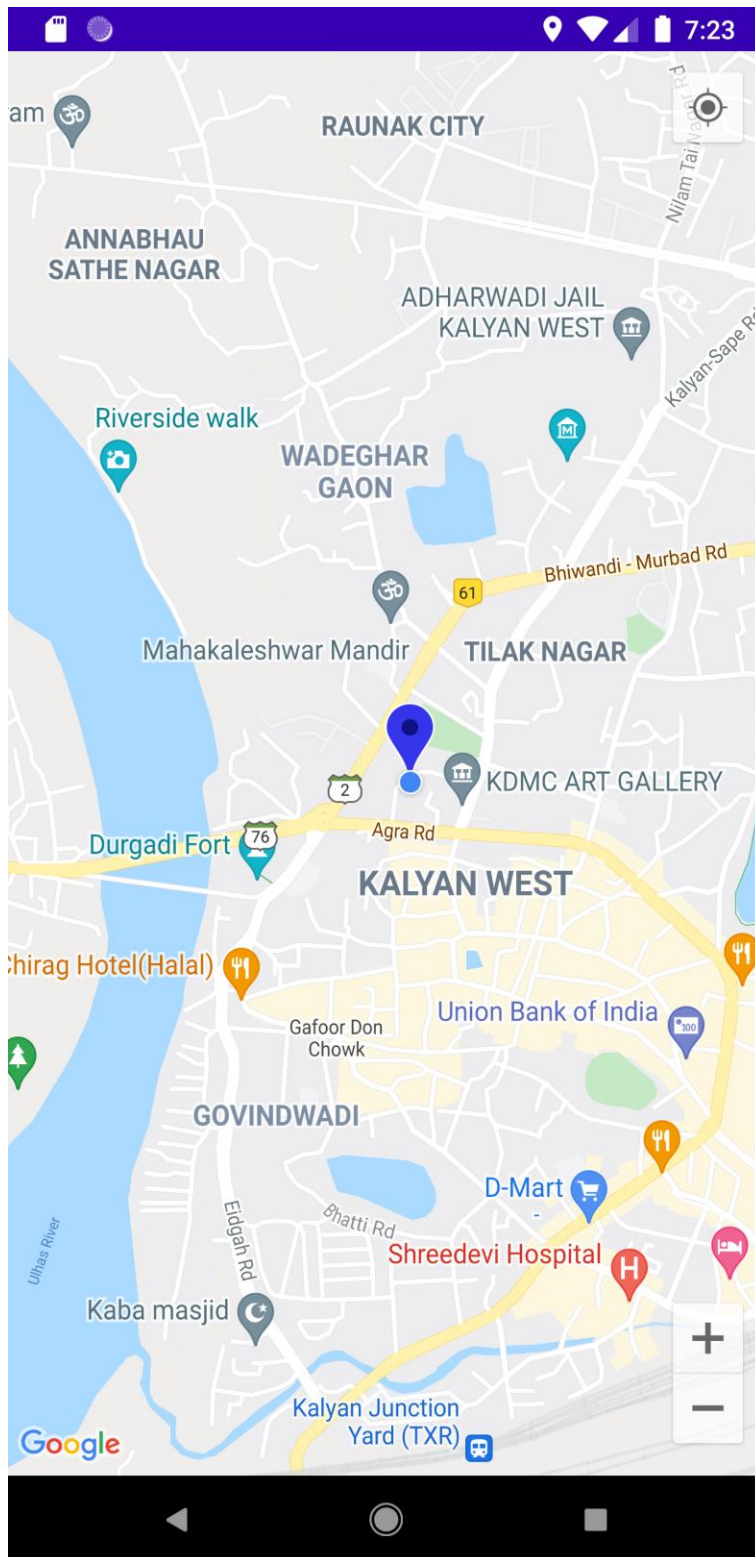 7:23
am
RAUNAK CITY
Nilam Tai Nagar Rd
ANNABHAU
SATHE NAGAR
ADHARWADI JAIL
KALYAN WEST
Kalyan-Sape Rd
Riverside walk
M
WADEGHAR
GAON
Bhiwandi - Murbad Rd
ॐ
ॐ
61
Mahakaleshwar Mandir
TILAK NAGAR
2
KDMC ART GALLERY
Agra Rd
76
Durgadi Fort
KALYAN WEST
Chirag Hotel(Halal)
Union Bank of India
100
Gafoor Don
Chowk
GOVINDWADI
D-Mart
-
Bhatti Rd
Eidgah Rd
Ulhas River
Shreedevi Hospital
H
Kaba masjid
+
−
Kalyan Junction
Yard (TXR)
Google